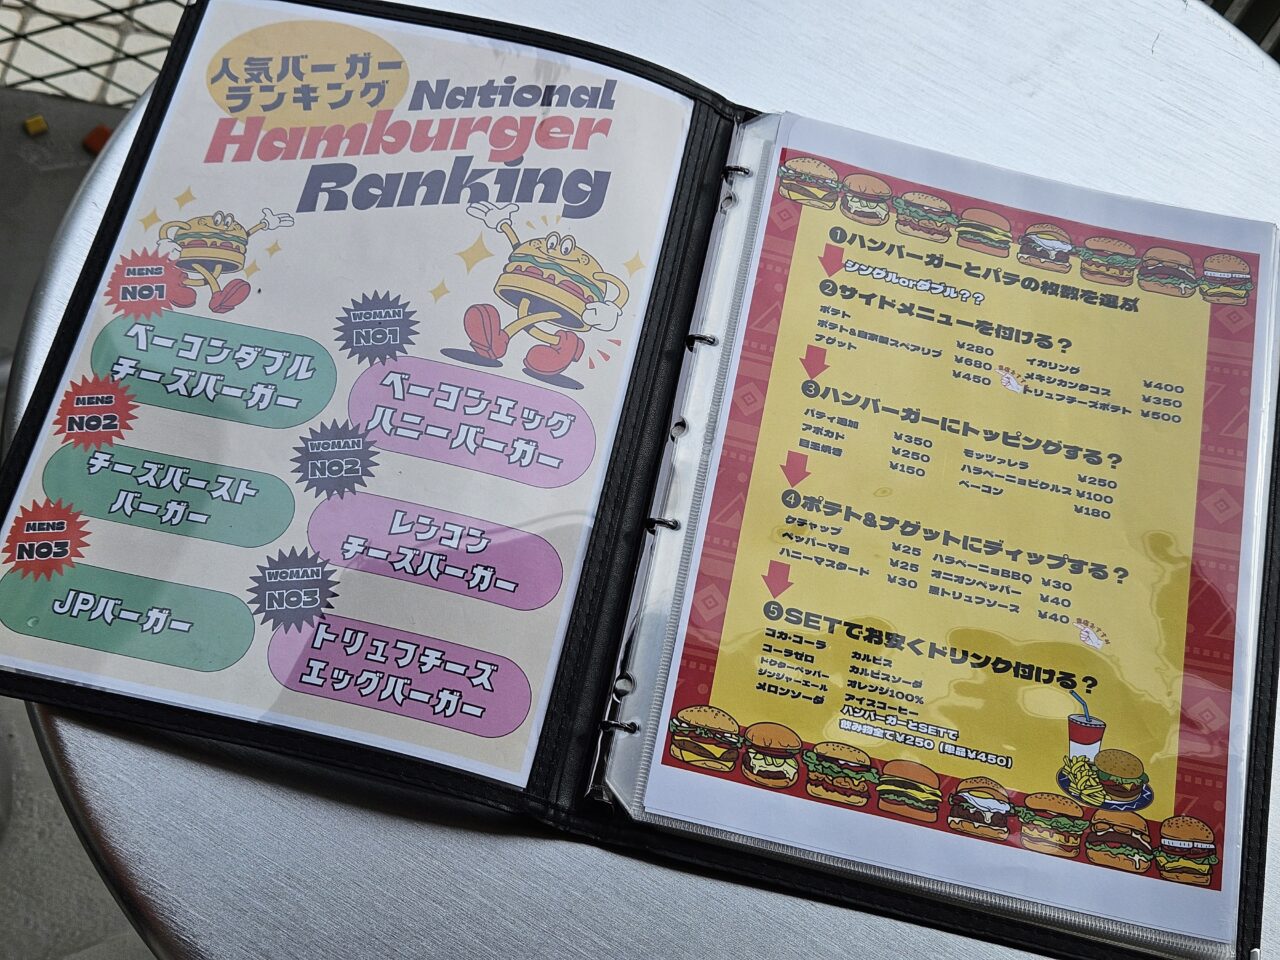 人気バーガー
ランキング
National
Hamburger
Ranking
MENS
NO1
ベーコンダブル
チーズバーガー
MENS
NO2
チーズバースト
バーガー
MENS
NO3
JPバーガー
WOMAN
NO1
ベーコンエッグ
ハニーバーガー
WOMAN
NO2
レンコン
チーズバーガー
WOMAN
NO3
トリュフチーズ
エッグバーガー
❶ハンバーガーとパテの枚数を選ぶ
シングルorダブル??
❷サイドメニューを付ける?
ポテト ¥280
ポテト&自家製スペアリブ ¥680
ナゲット ¥450
イカリング ¥400
メキシカンタコス ¥350
トリュフチーズポテト ¥500
❸ハンバーガーにトッピングする?
パティ追加 ¥350
アボカド ¥250
目玉焼き ¥150
モッツァレラ ¥250
ハラペーニョピクルス ¥100
ベーコン ¥180
❹ポテト&ナゲットにディップする?
ケチャップ ¥25
ペッパーマヨ ¥25
ハニーマスタード ¥30
ハラペーニョBBQ ¥30
オニオンペッパー ¥40
黒トリュフソース ¥40
❺SETでお安くドリンク付ける?
コカ・コーラ
コーラゼロ
ドクターペッパー
ジンジャーエール
メロンソーダ
カルピス
カルピスソーダ
オレンジ100%
アイスコーヒー
ハンバーガーとSETで
飲み物全て¥250(単品¥450)